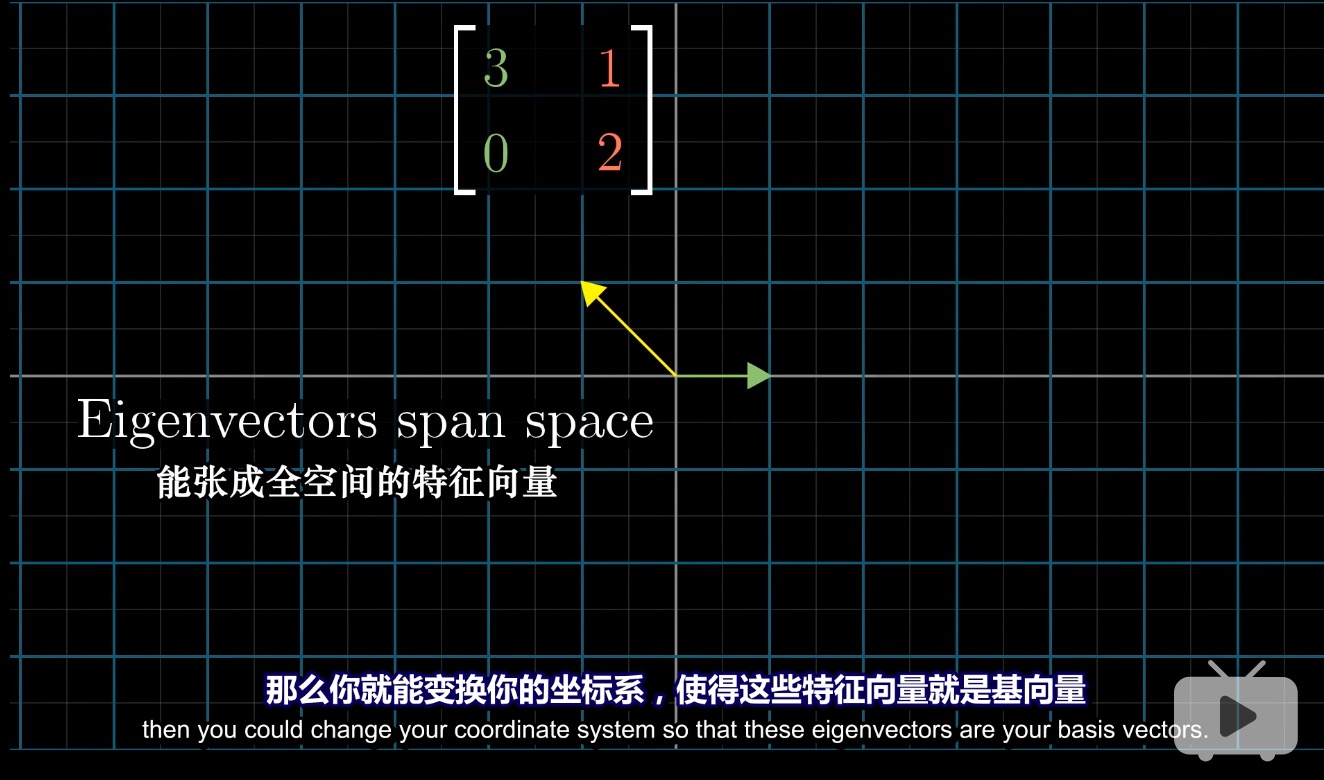 3 1
0 2
Eigenvectors span space
能张成全空间的特征向量
那么你就能变换你的坐标系，使得这些特征向量就是基向量
then you could change your coordinate system so that these eigenvectors are your basis vectors.